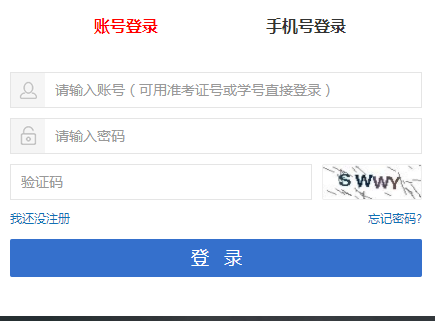 账号登录 手机号登录
请输入账号（可用准考证号或学号直接登录）
请输入密码
验证码 SWWY
我还没注册 忘记密码?
登 录